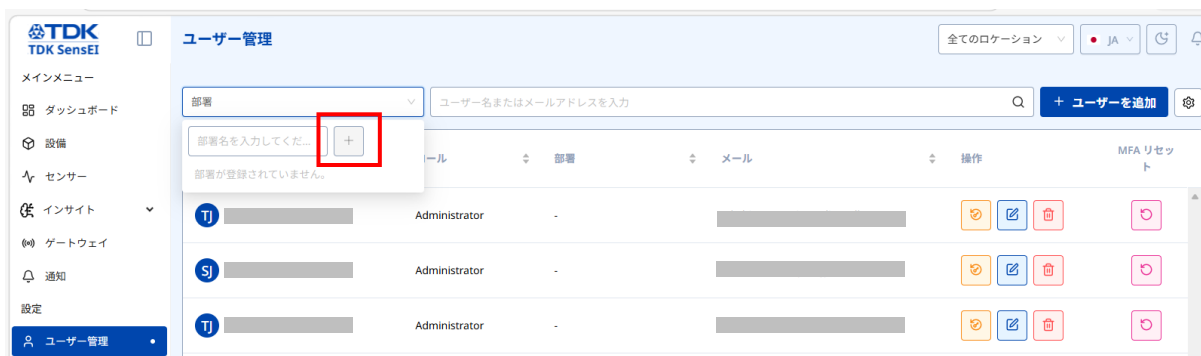 TDK
TDK SensEI
ユーザー管理
全てのロケーション
JA
メインメニュー
ダッシュボード
設備
センサー
インサイト
ゲートウェイ
通知
設定
ユーザー管理
部署
ユーザー名またはメールアドレスを入力
+ ユーザーを追加
部署名を入力してくだ...
+
部署が登録されていません。
ール
部署
メール
操作
MFA リセッ
ト
TJ
Administrator
-
SJ
Administrator
-
TJ
Administrator
-